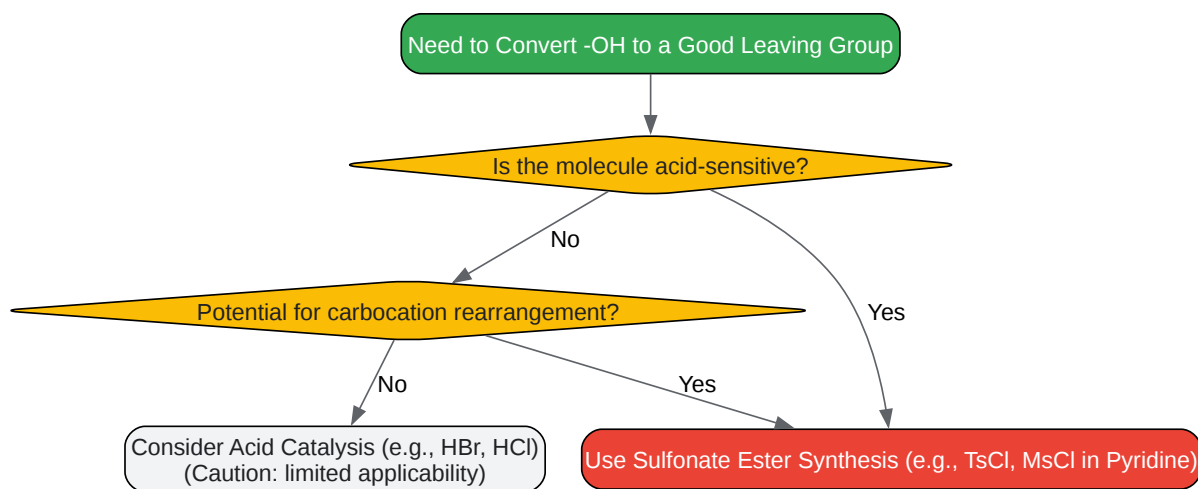 Need to Convert -OH to a Good Leaving Group
Is the molecule acid-sensitive?
No
Potential for carbocation rearrangement?
Yes
No
Yes
Consider Acid Catalysis (e.g., HBr, HCl)
(Caution: limited applicability)
Use Sulfonate Ester Synthesis (e.g., TsCl, MsCl in Pyridine)